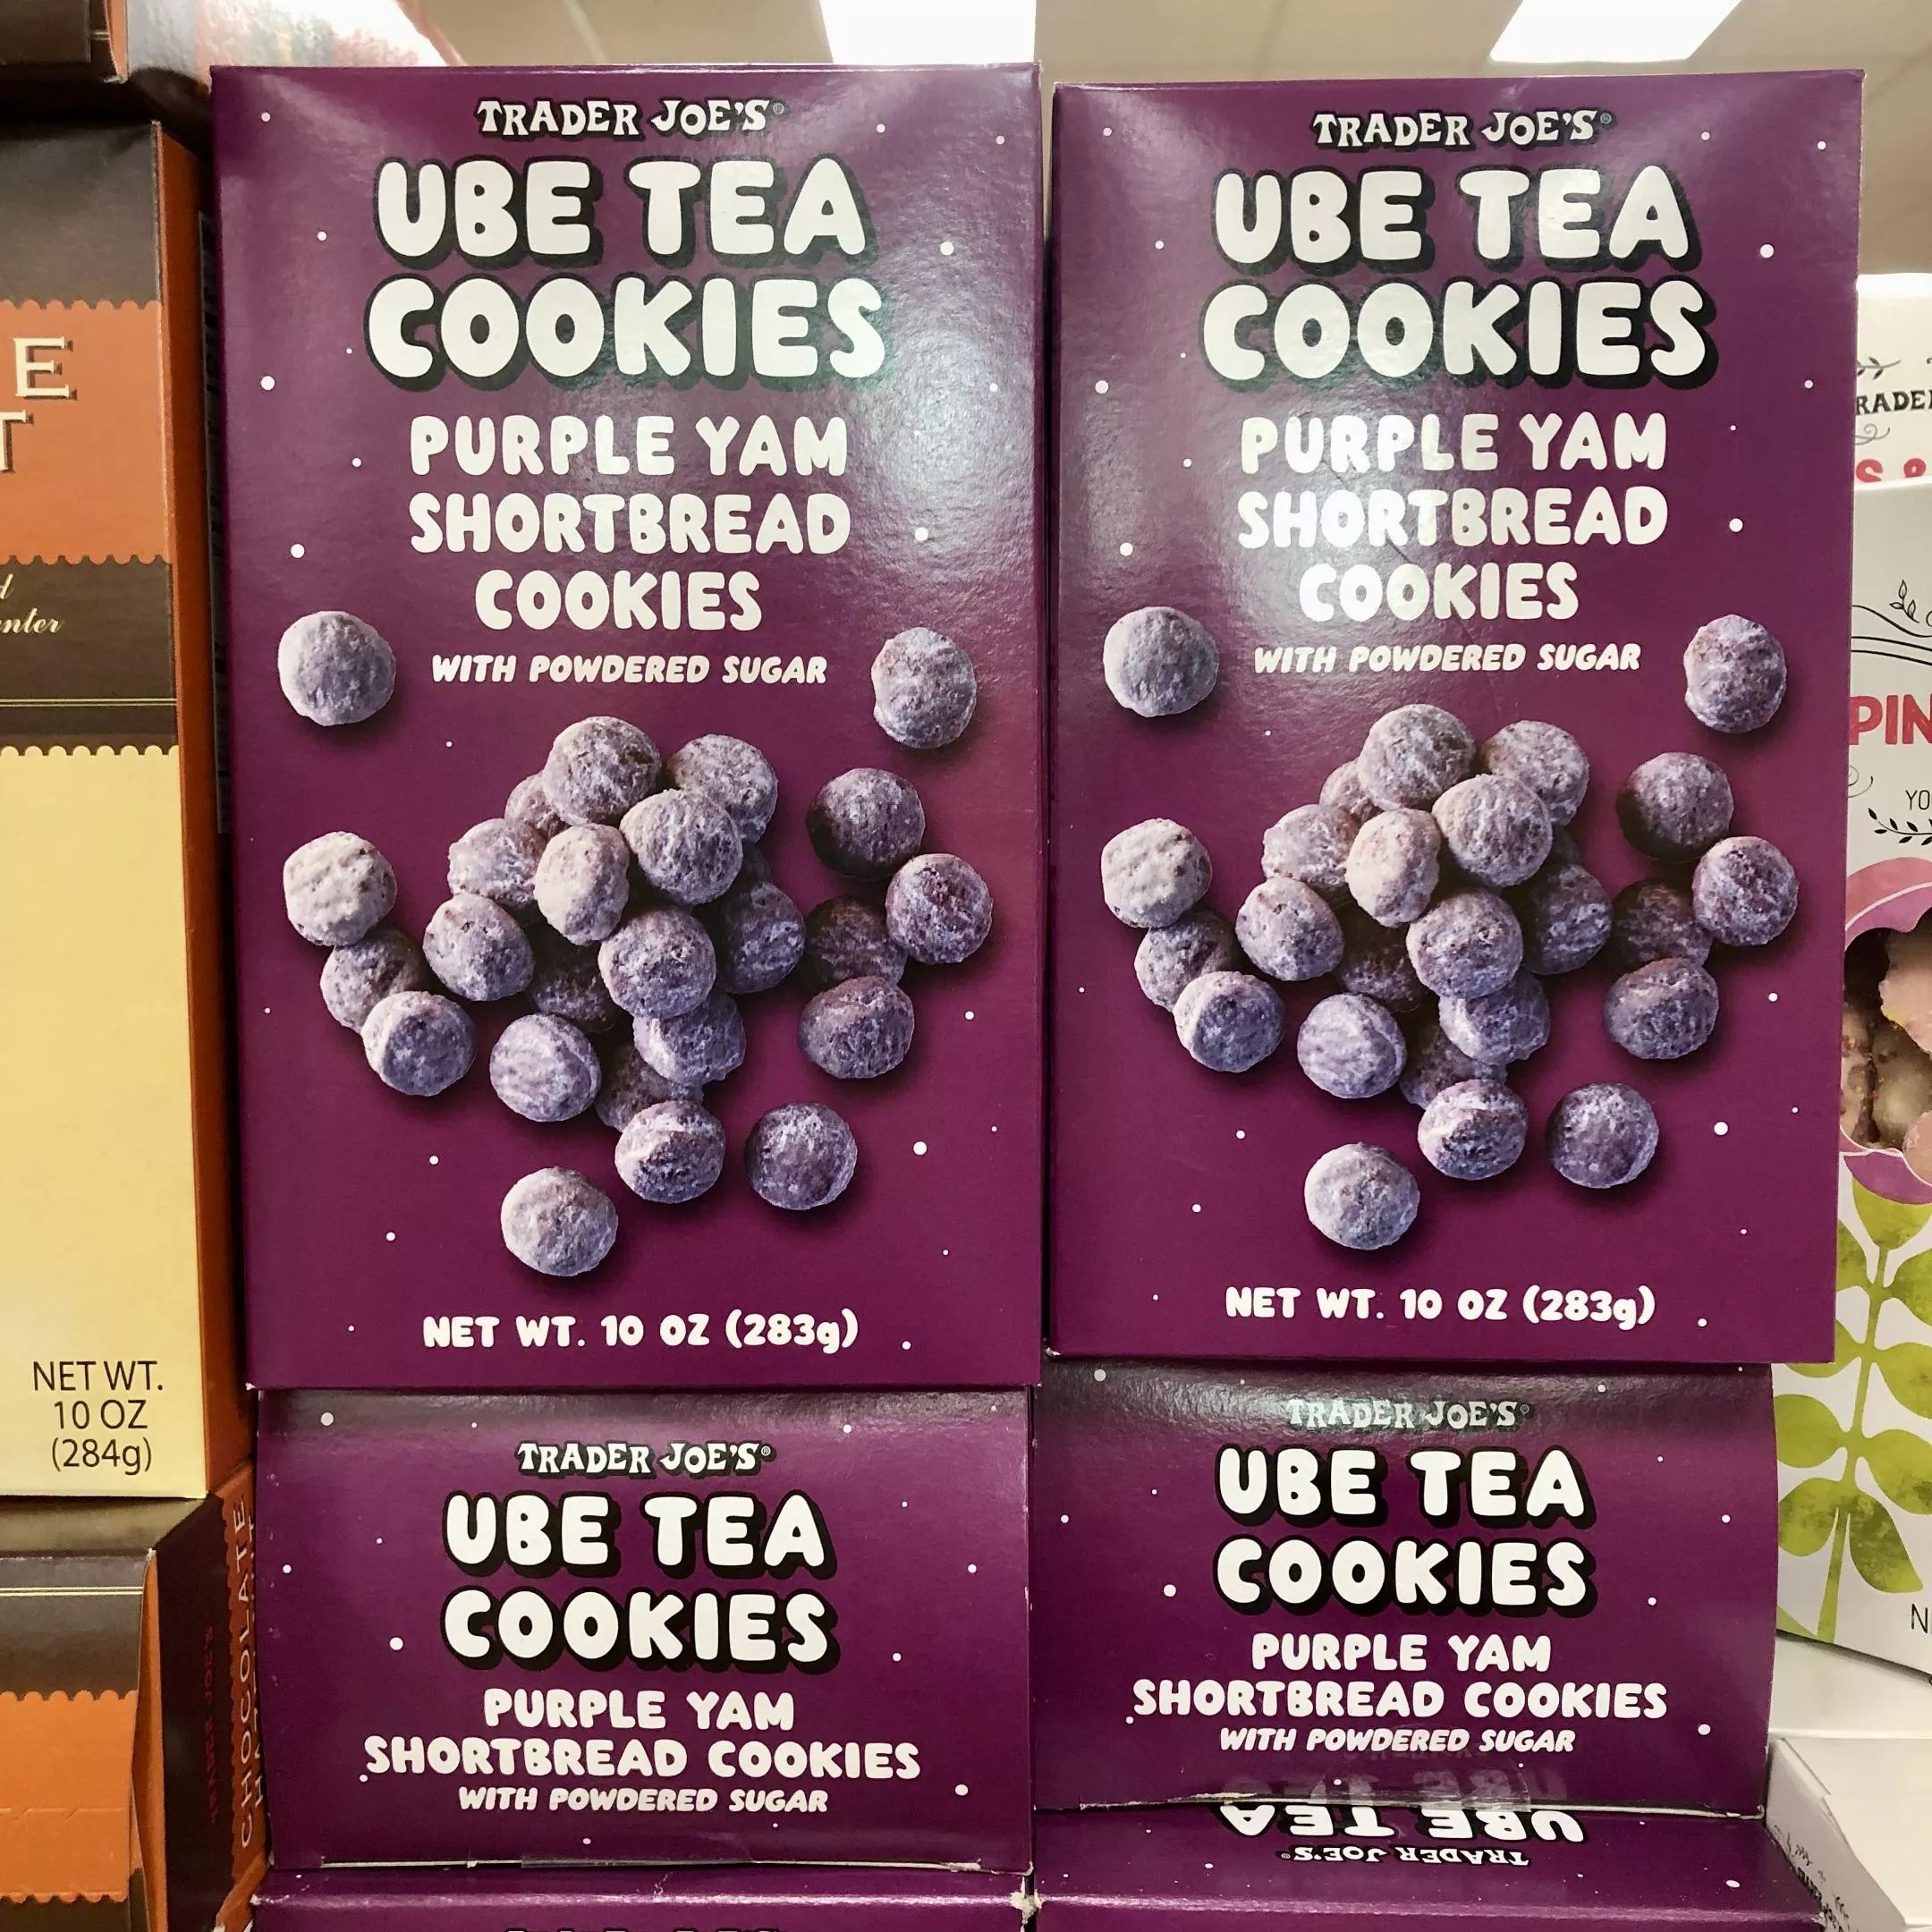 TRADER JOE'S®
UBE TEA
COOKIES
PURPLE YAM
SHORTBREAD
COOKIES
WITH POWDERED SUGAR
NET WT. 10 OZ (283g)
TRADER JOE'S®
UBE TEA
COOKIES
PURPLE YAM
SHORTBREAD
COOKIES
WITH POWDERED SUGAR
NET WT. 10 OZ (283g)
TRADER JOE'S®
UBE TEA
COOKIES
PURPLE YAM
SHORTBREAD COOKIES
WITH POWDERED SUGAR
TRADER JOE'S®
UBE TEA
COOKIES
PURPLE YAM
SHORTBREAD COOKIES
WITH POWDERED SUGAR
UBE TEA
TRADER JOE'S®
NET WT.
10 OZ
(284g)
TRADER JOE'S
CHOCOLATE